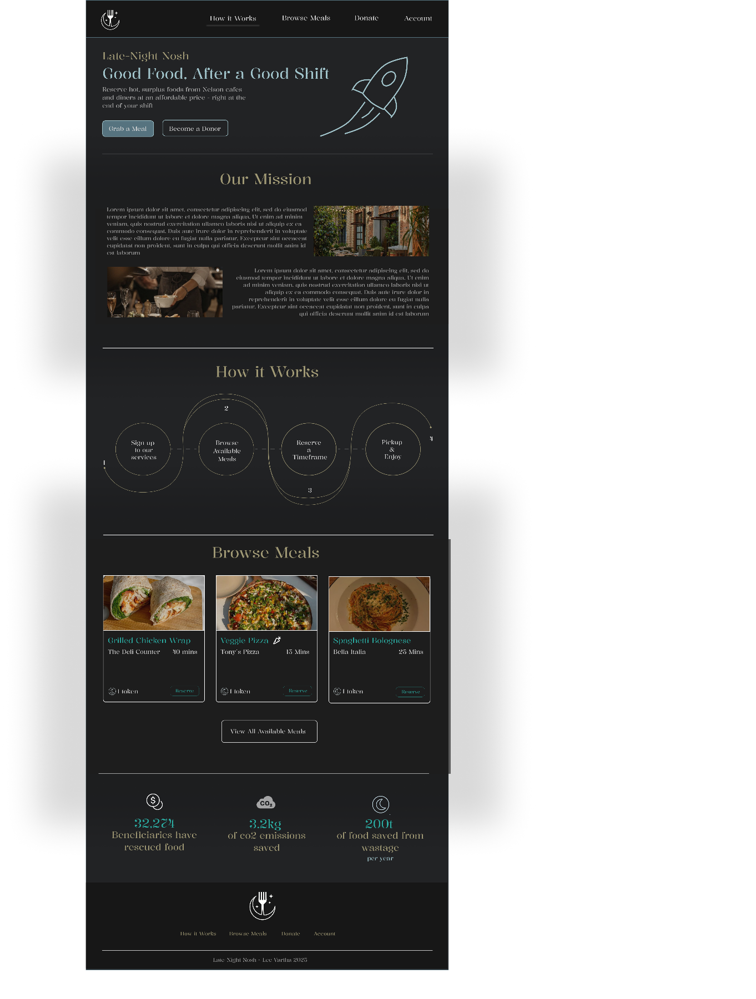 How it Works
Browse Meals
Donate
Account
Late-Night Nosh
Good Food, After a Good Shift
Reserve hot, surplus foods from Nelson cafes
and diners at an affordable price - right at the
end of your shift
Grab a Meal
Become a Donor
Our Mission
Lorem ipsum dolor sit amet, consectetur adipiscing elit, sed do eiusmod
tempor incididunt ut labore et dolore magna aliqua. Ut enim ad minim
veniam, quis nostrud exercitation ullamco laboris nisi ut aliquip ex ea
commodo consequat. Duis aute irure dolor in reprehenderit in voluptate
velit esse cillum dolore eu fugiat nulla pariatur. Excepteur sint occaecat
cupidatat non proident, sunt in culpa qui officia deserunt mollit anim id
est laborum
Lorem ipsum dolor sit amet, consectetur adipiscing elit, sed do
eiusmod tempor incididunt ut labore et dolore magna aliqua. Ut enim
ad minim veniam, quis nostrud exercitation ullamco laboris nisi ut
aliquip ex ea commodo consequat. Duis aute irure dolor in
reprehenderit in voluptate velit esse cillum dolore eu fugiat nulla
pariatur. Excepteur sint occaecat cupidatat non proident, sunt in culpa
qui officia deserunt mollit anim id est laborum
How it Works
1
Sign up
to our
services
2
Browse
Available
Meals
Reserve
a
Timeframe
3
Pickup
&
Enjoy
4
Browse Meals
Grilled Chicken Wrap
The Deli Counter
40 mins
1 token
Reserve
Veggie Pizza
Tony's Pizza
15 Mins
1 token
Reserve
Spaghetti Bolognese
Bella Italia
25 Mins
1 token
Reserve
View All Available Meals
$
32,274
Beneficiaries have
rescued food
CO2
3.2kg
of co2 emissions
saved
200t
of food saved from
wastage
per year
How it Works
Browse Meals
Donate
Account
Late Night Nosh - Lee Vartha 2025